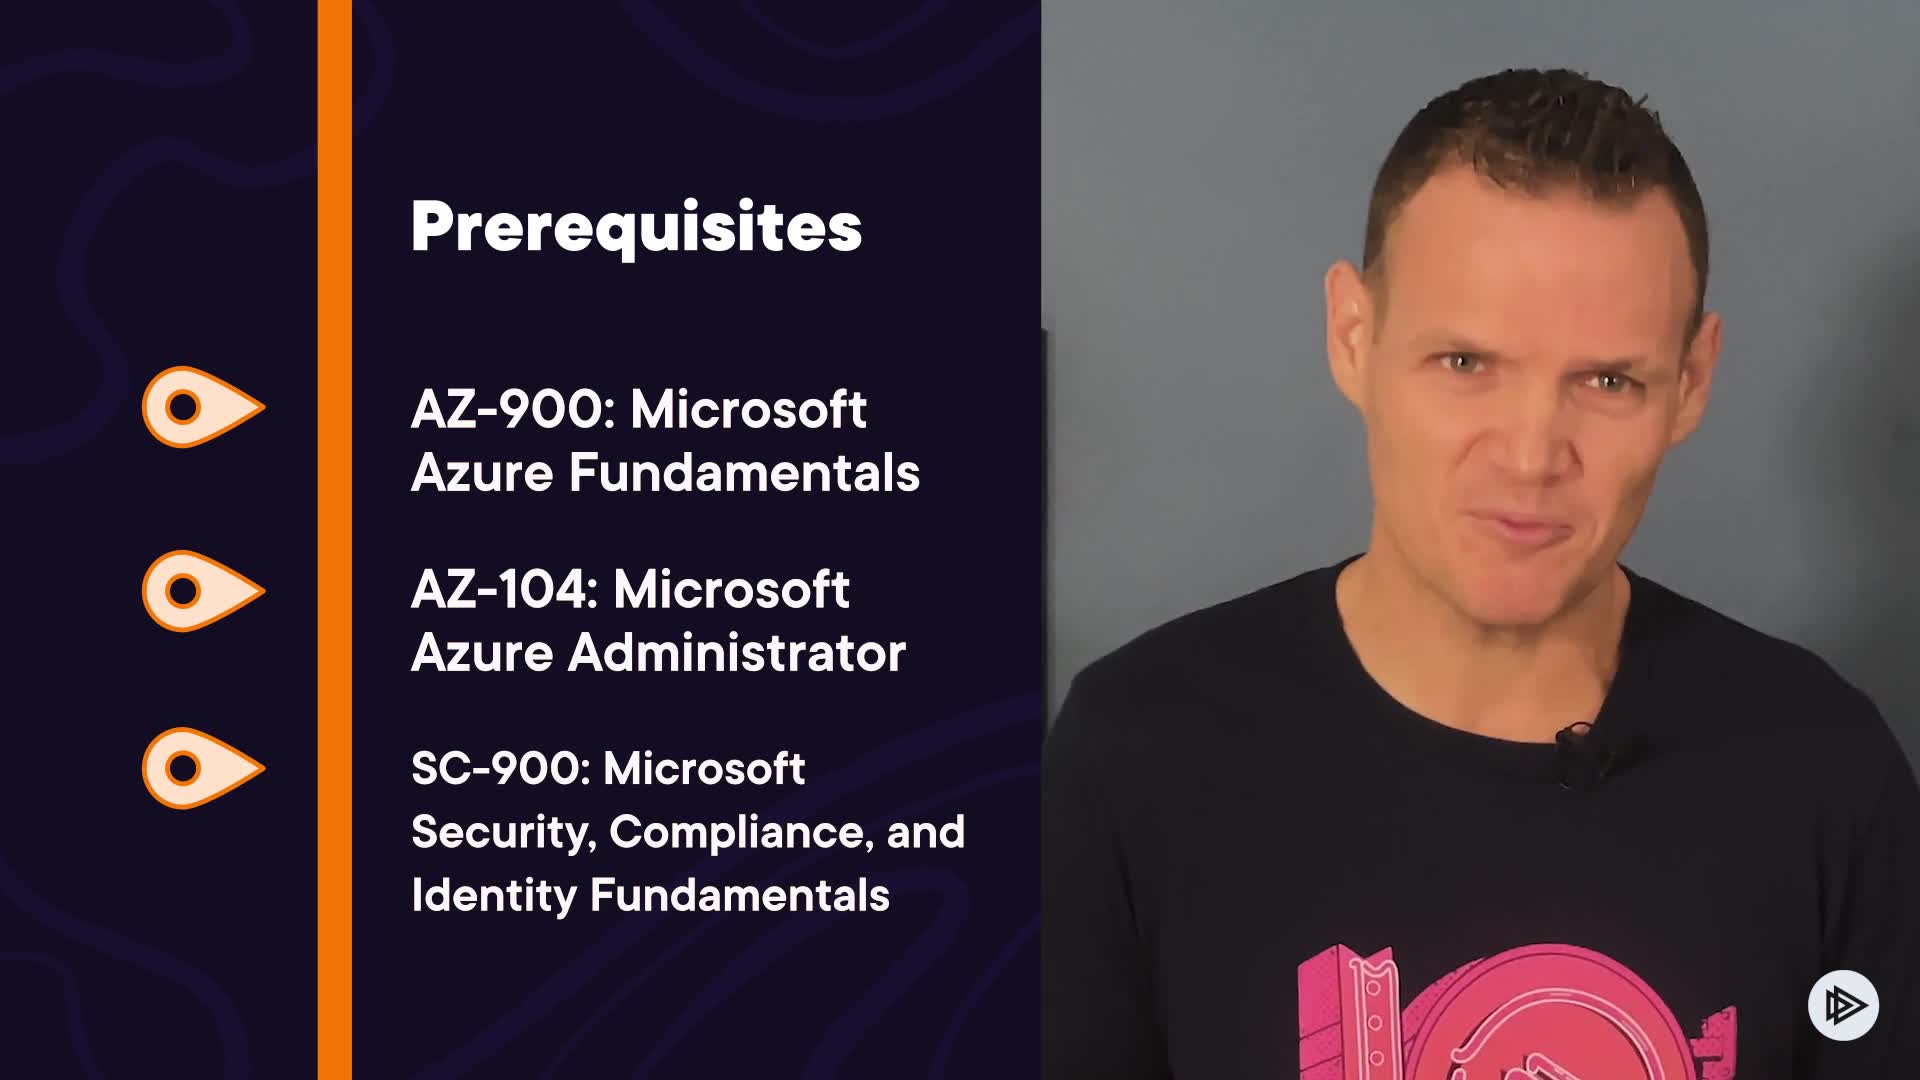 Prerequisites
AZ-900: Microsoft
Azure Fundamentals
AZ-104: Microsoft
Azure Administrator
SC-900: Microsoft
Security, Compliance, and
Identity Fundamentals